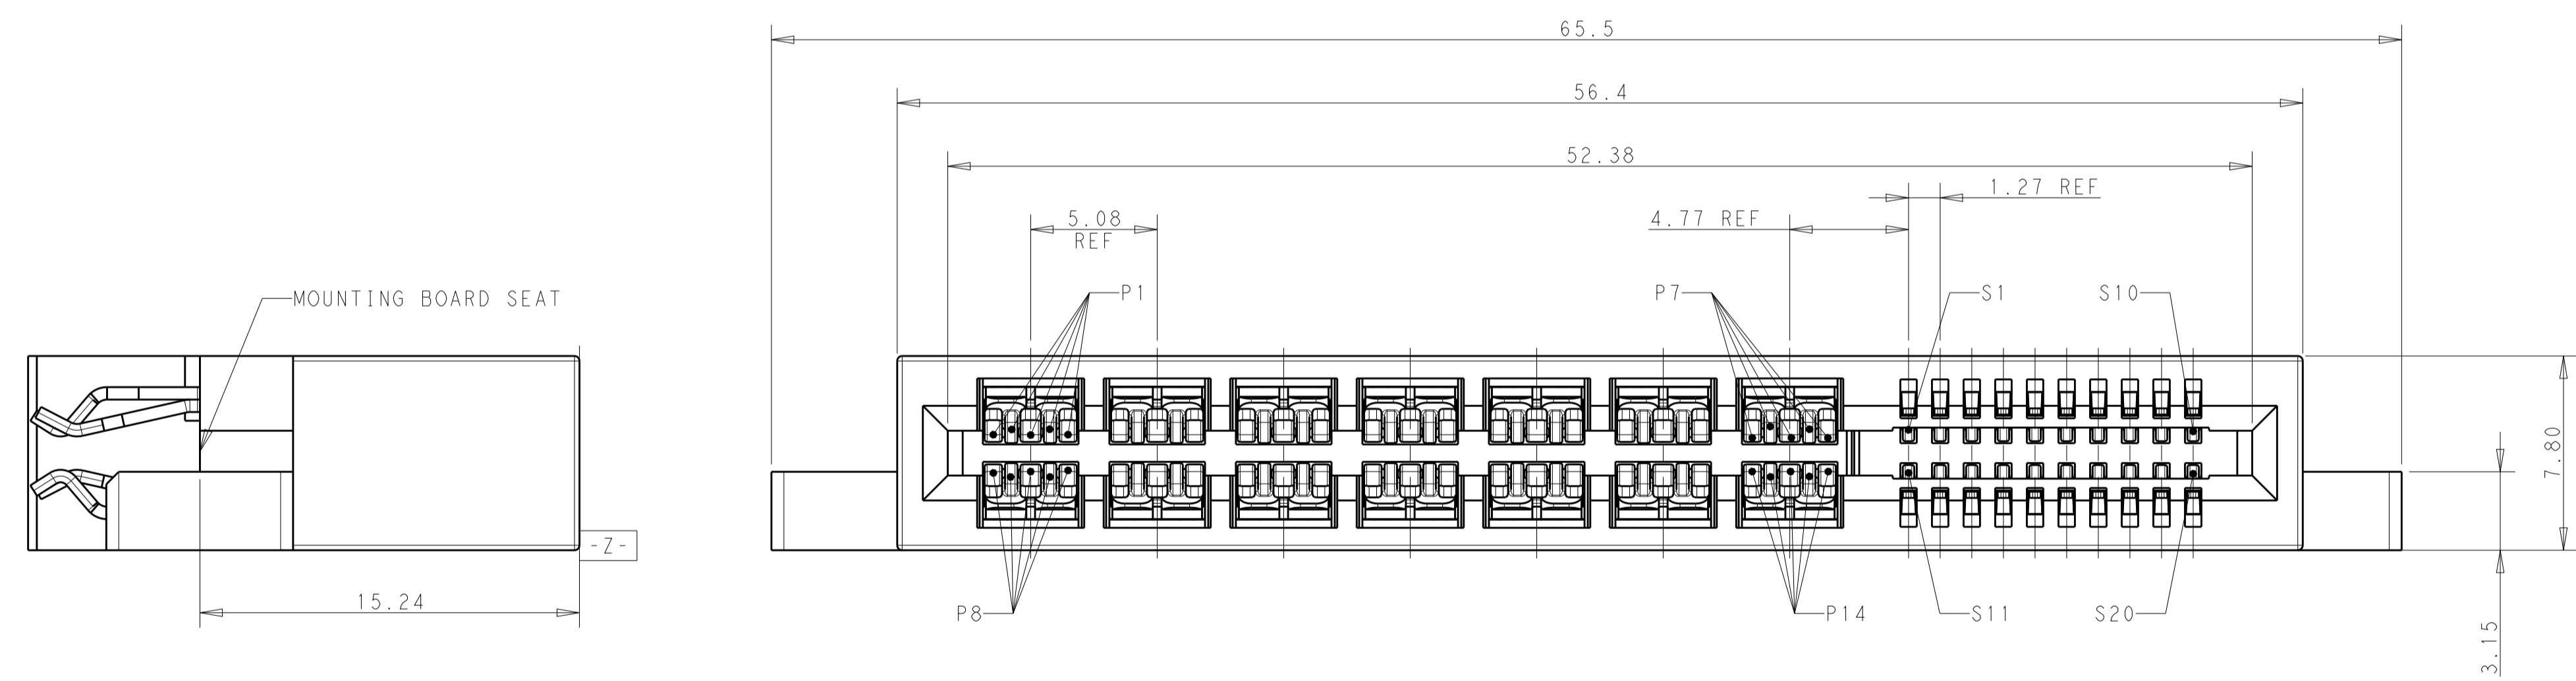 65.5
56.4
52.38
1.27 REF
5.08
REF
4.77 REF
MOUNTING BOARD SEAT
P1
P7
S1
S10
7.80
-Z-
15.24
P8
P14
S11
S20
3.15